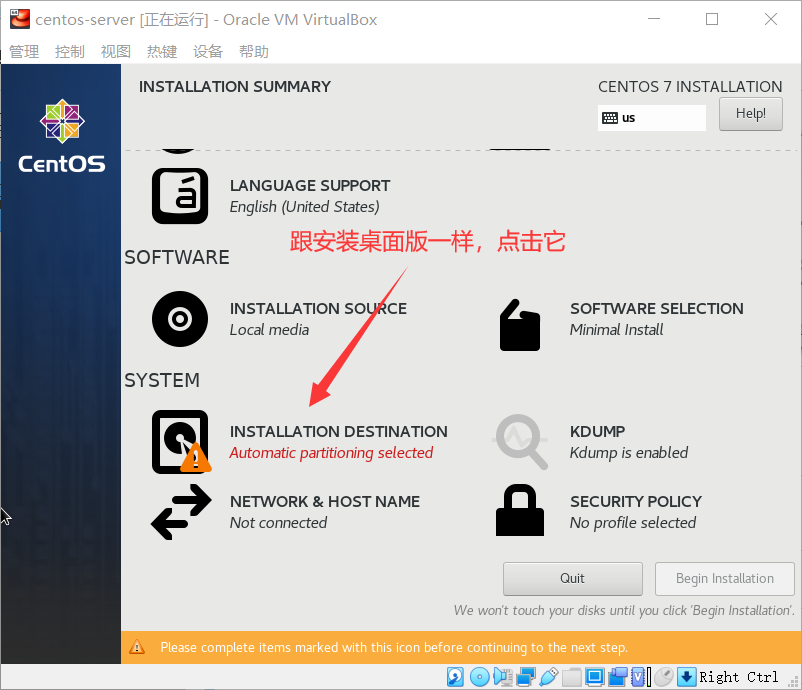 centos-server [正在运行] - Oracle VM VirtualBox
管理 控制 视图 热键 设备 帮助
INSTALLATION SUMMARY
CENTOS 7 INSTALLATION
us
Help!
CentOS
LANGUAGE SUPPORT
English (United States)
跟安装桌面版一样，点击它
SOFTWARE
INSTALLATION SOURCE
Local media
SOFTWARE SELECTION
Minimal Install
SYSTEM
INSTALLATION DESTINATION
Automatic partitioning selected
KDUMP
Kdump is enabled
NETWORK & HOST NAME
Not connected
SECURITY POLICY
No profile selected
Quit
Begin Installation
We won't touch your disks until you click 'Begin Installation'.
Please complete items marked with this icon before continuing to the next step.
Right Ctrl